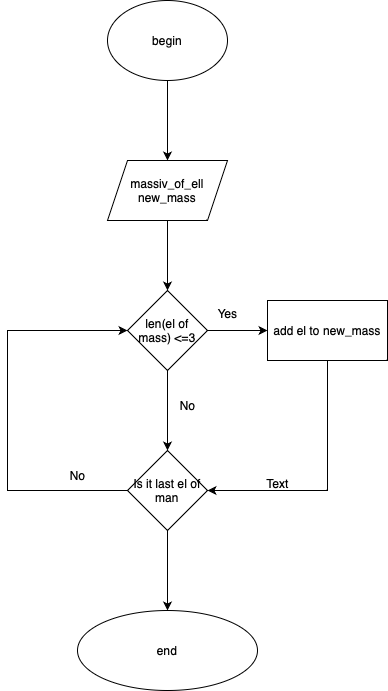 begin
massiv_of_ell
new_mass
len(el of
mass) <=3
Yes
add el to new_mass
No
Is it last el of
man
No
Text
end